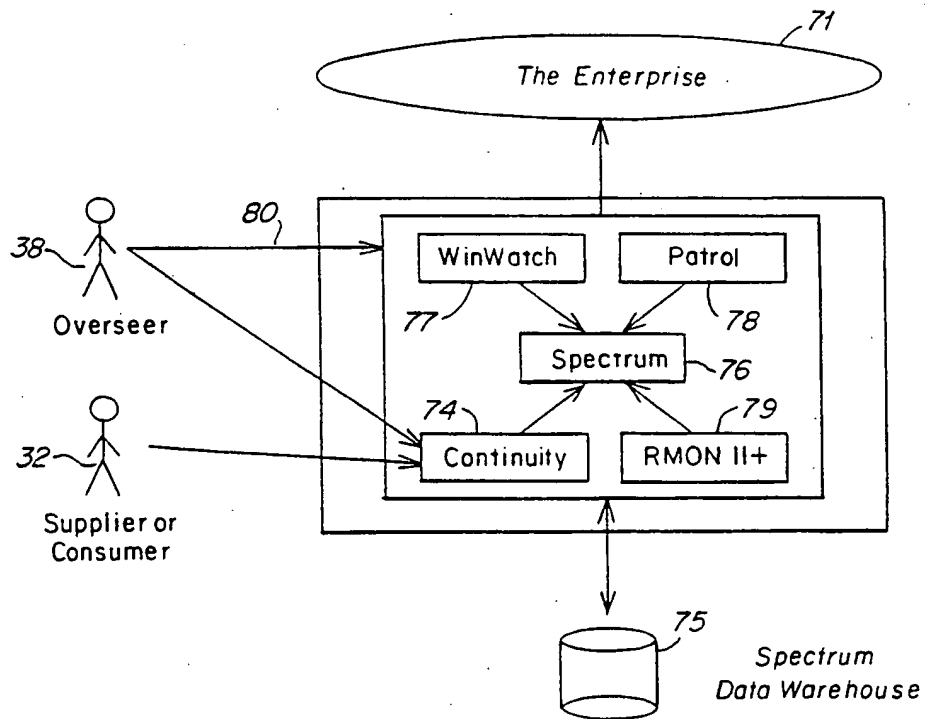 71
The Enterprise
80
38
Overseer
WinWatch
Patrol
77
78
Spectrum
76
74
79
32
Continuity
RMON II+
Supplier or
Consumer
75
Spectrum
Data Warehouse